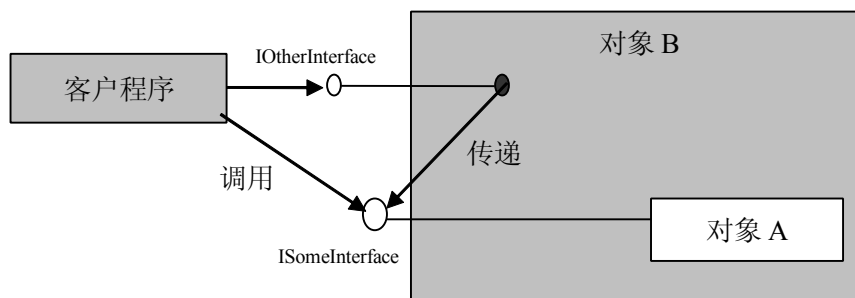 对象 B
IOtherInterface
客户程序
传递
调用
对象 A
ISomeInterface